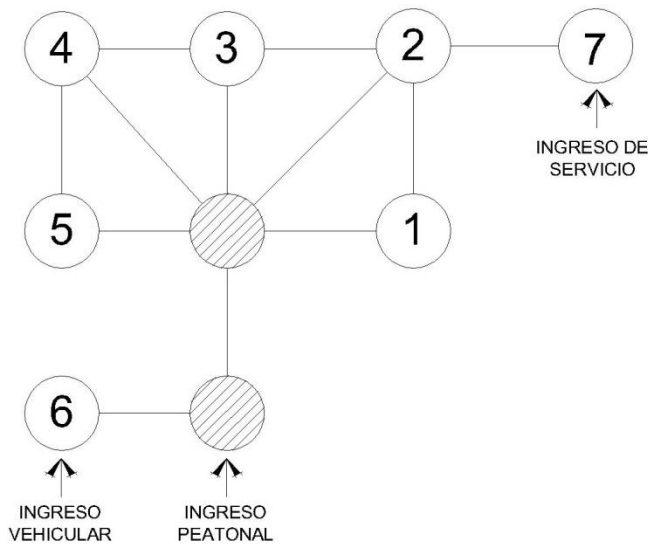 4
3
2
7
INGRESO DE
SERVICIO
5
1
6
INGRESO
VEHICULAR
INGRESO
PEATONAL